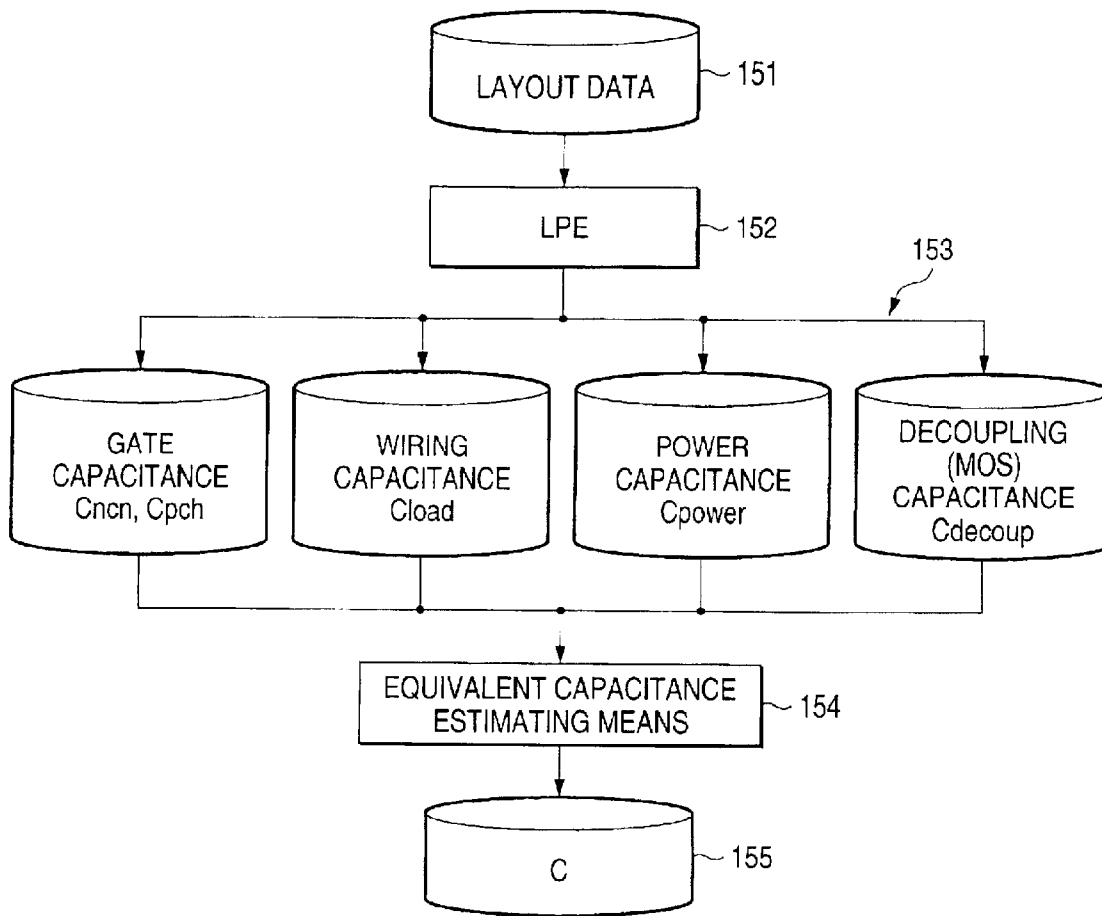 LAYOUT DATA
151
LPE
152
153
GATE
CAPACITANCE
Cncn, Cpch
WIRING
CAPACITANCE
Cload
POWER
CAPACITANCE
Cpower
DECOUPLING
(MOS)
CAPACITANCE
Cdecoup
EQUIVALENT CAPACITANCE
ESTIMATING MEANS
154
C
155